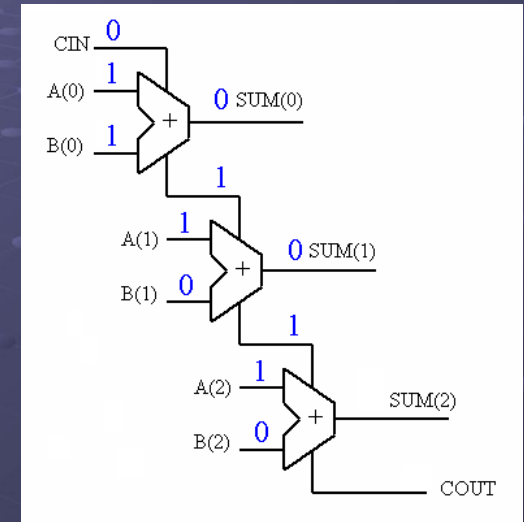 CIN 0
A(0) 1
0 SUM(0)
+
B(0) 1
1
A(1) 1
0 SUM(1)
+
B(1) 0
1
A(2) 1
SUM(2)
+
B(2) 0
COUT